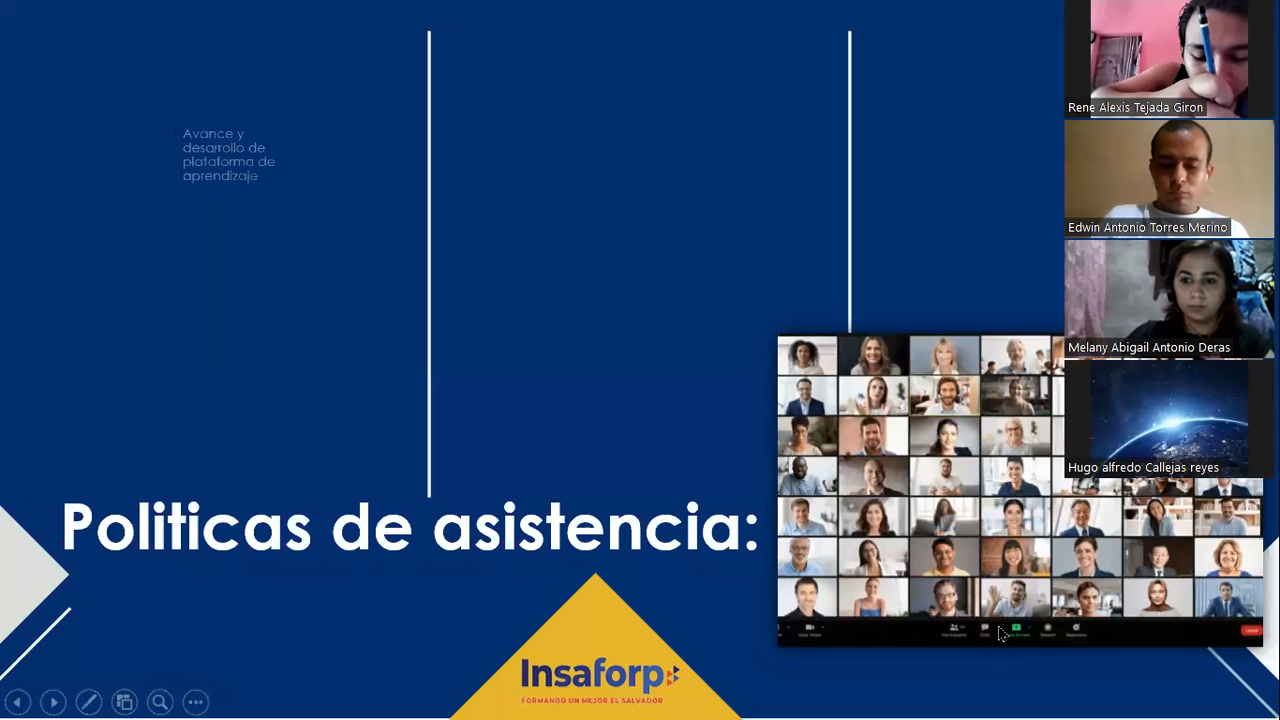 Avance y
desarrollo de
plataforma de
aprendizaje
Politicas de asistencia:
Insaforp
FORMANDO UN MEJOR EL SALVADOR
Rene Alexis Tejada Giron
Edwin Antonio Torres Merino
Melany Abigail Antonio Deras
Hugo alfredo Callejas reyes